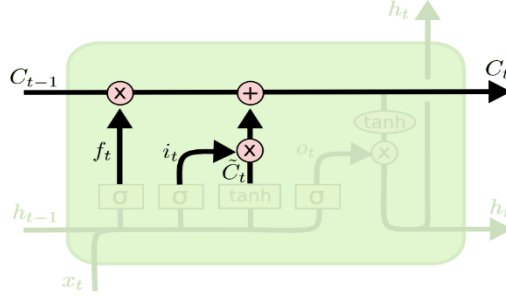 h_t
C_{t-1} × + C_t
tanh
f_t i_t × o_t ×
C̃_t
σ σ tanh σ
h_{t-1} h_t
x_t